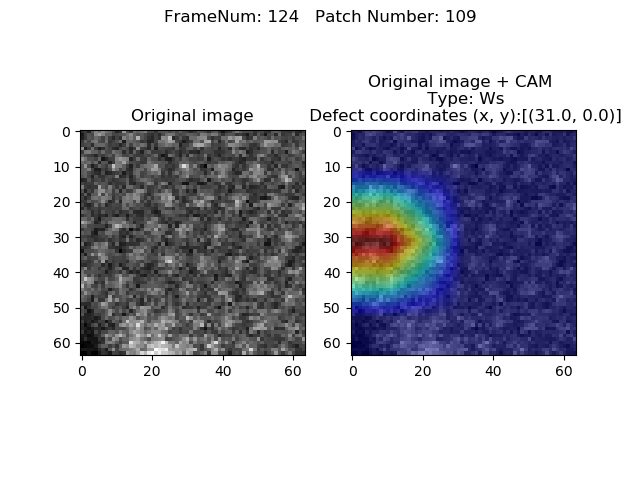 FrameNum: 124   Patch Number: 109
Original image + CAM
Type: Ws
Original image
Defect coordinates (x, y):[(31.0, 0.0)]
0
0
10
10
20
20
30
30
40
40
50
50
60
60
0 20 40 60
0 20 40 60